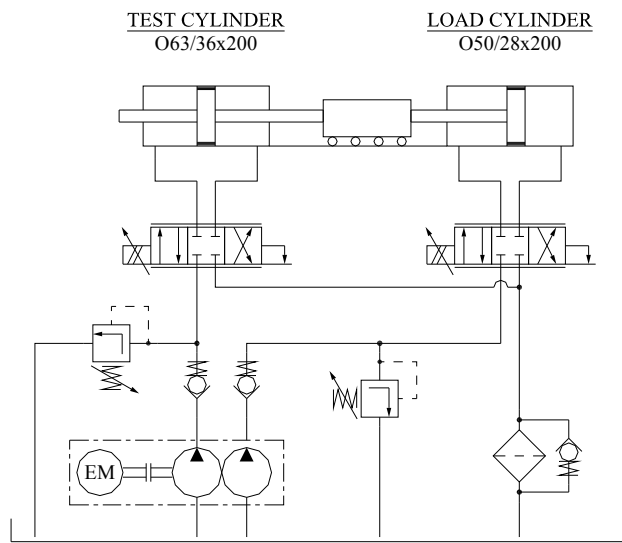 TEST CYLINDER
O63/36x200
LOAD CYLINDER
O50/28x200
EM